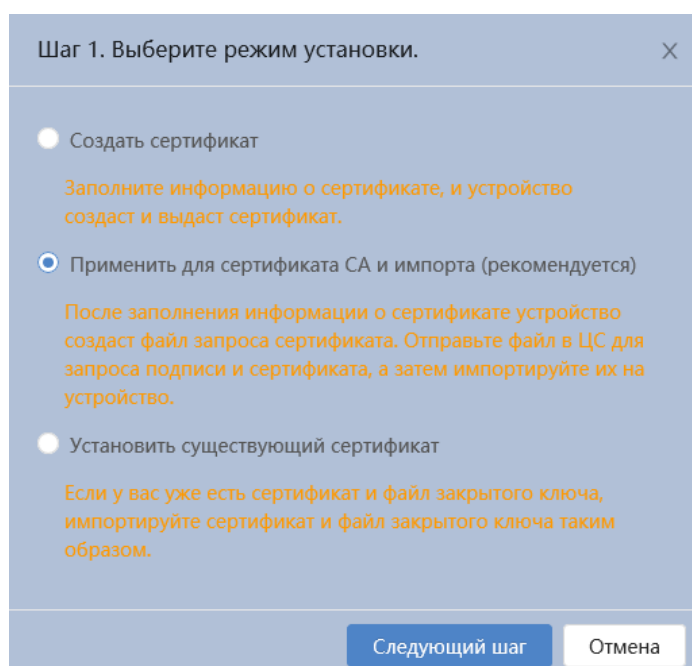 Шаг 1. Выберите режим установки.
Создать сертификат
Заполните информацию о сертификате, и устройство
создаст и выдаст сертификат.
Применить для сертификата СА и импорта (рекомендуется)
После заполнения информации о сертификате устройство
создаст файл запроса сертификата. Отправьте файл в ЦС для
запроса подписи и сертификата, а затем импортируйте их на
устройство.
Установить существующий сертификат
Если у вас уже есть сертификат и файл закрытого ключа,
импортируйте сертификат и файл закрытого ключа таким
образом.
Следующий шаг
Отмена